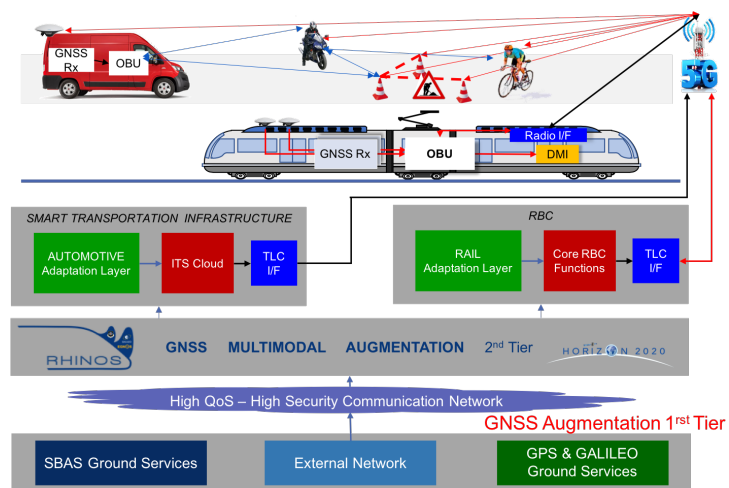 GNSS
Rx
OBU
5G
Radio I/F
GNSS Rx
OBU
DMI
SMART TRANSPORTATION INFRASTRUCTURE
RBC
AUTOMOTIVE
Adaptation Layer
ITS Cloud
TLC
I/F
RAIL
Adaptation Layer
Core RBC
Functions
TLC
I/F
RHINOS
GNSS MULTIMODAL AUGMENTATION 2nd Tier
HORIZON 2020
High QoS – High Security Communication Network
GNSS Augmentation 1rst Tier
SBAS Ground Services
External Network
GPS & GALILEO
Ground Services